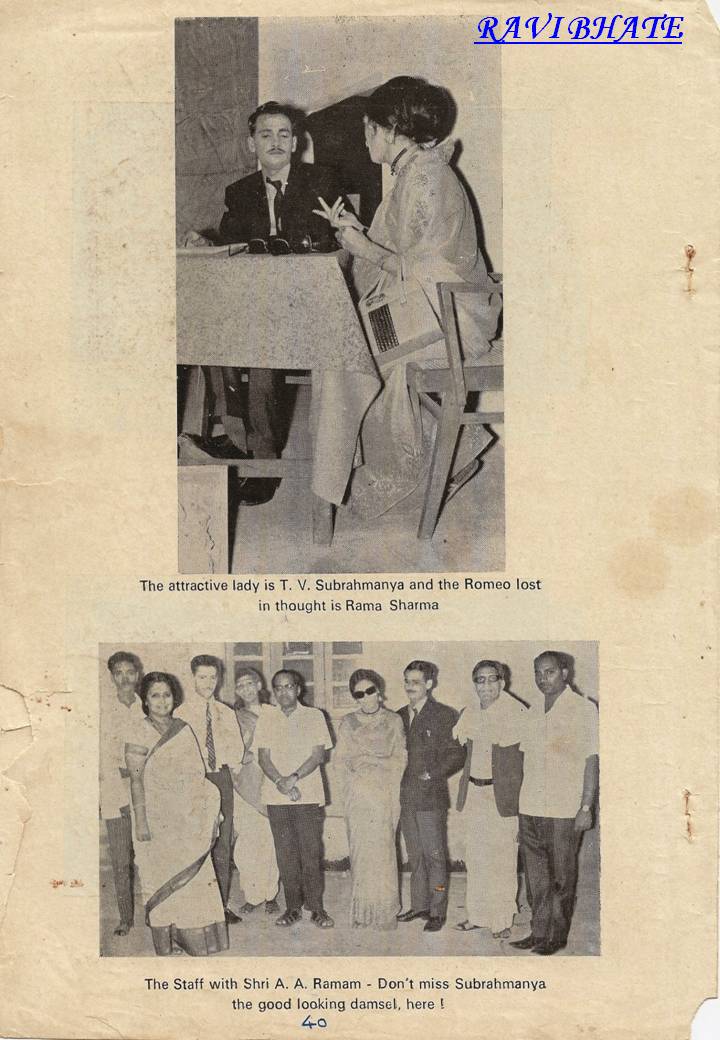 RAVI BHATE
The attractive lady is T. V. Subrahmanya and the Romeo lost
in thought is Rama Sharma
The Staff with Shri A. A. Ramam - Don't miss Subrahmanya
the good looking damsel, here !
40